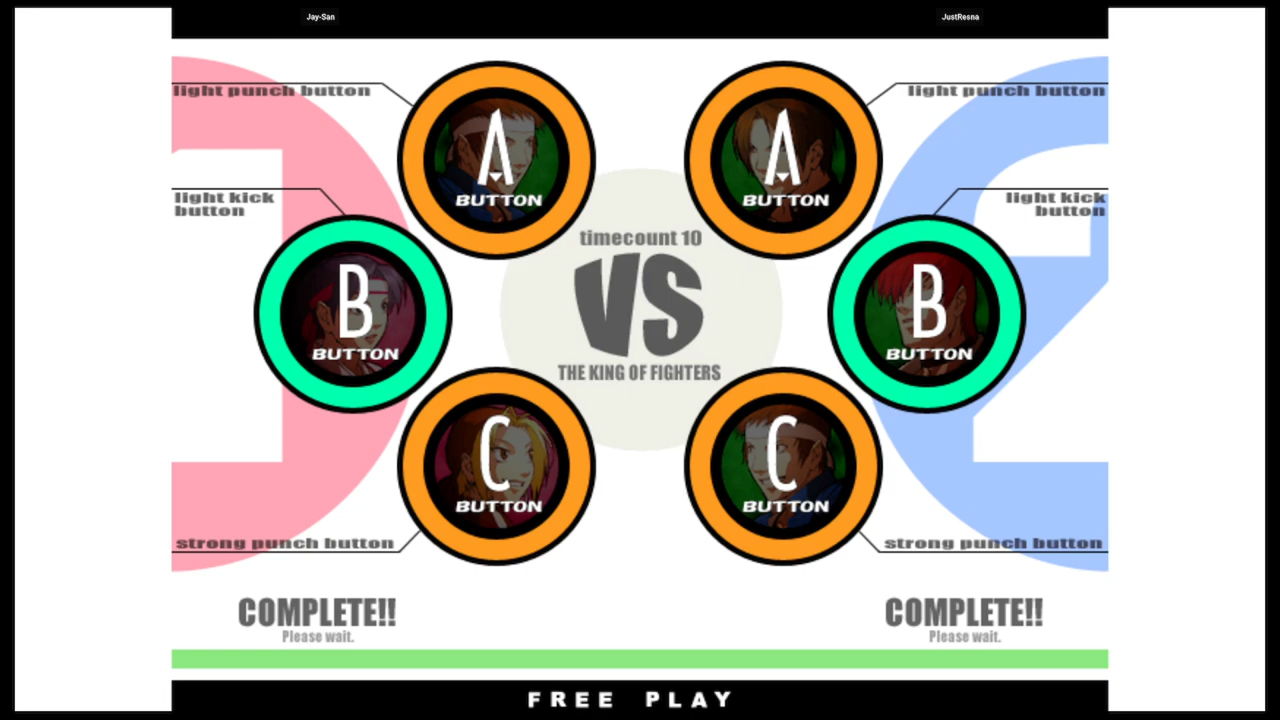 Jay-San
JustResna
light punch button
light punch button
A
BUTTON
A
BUTTON
light kick
button
light kick
button
timecount 10
VS
THE KING OF FIGHTERS
B
BUTTON
B
BUTTON
C
BUTTON
C
BUTTON
strong punch button
strong punch button
COMPLETE!!
Please wait.
COMPLETE!!
Please wait.
FREE PLAY